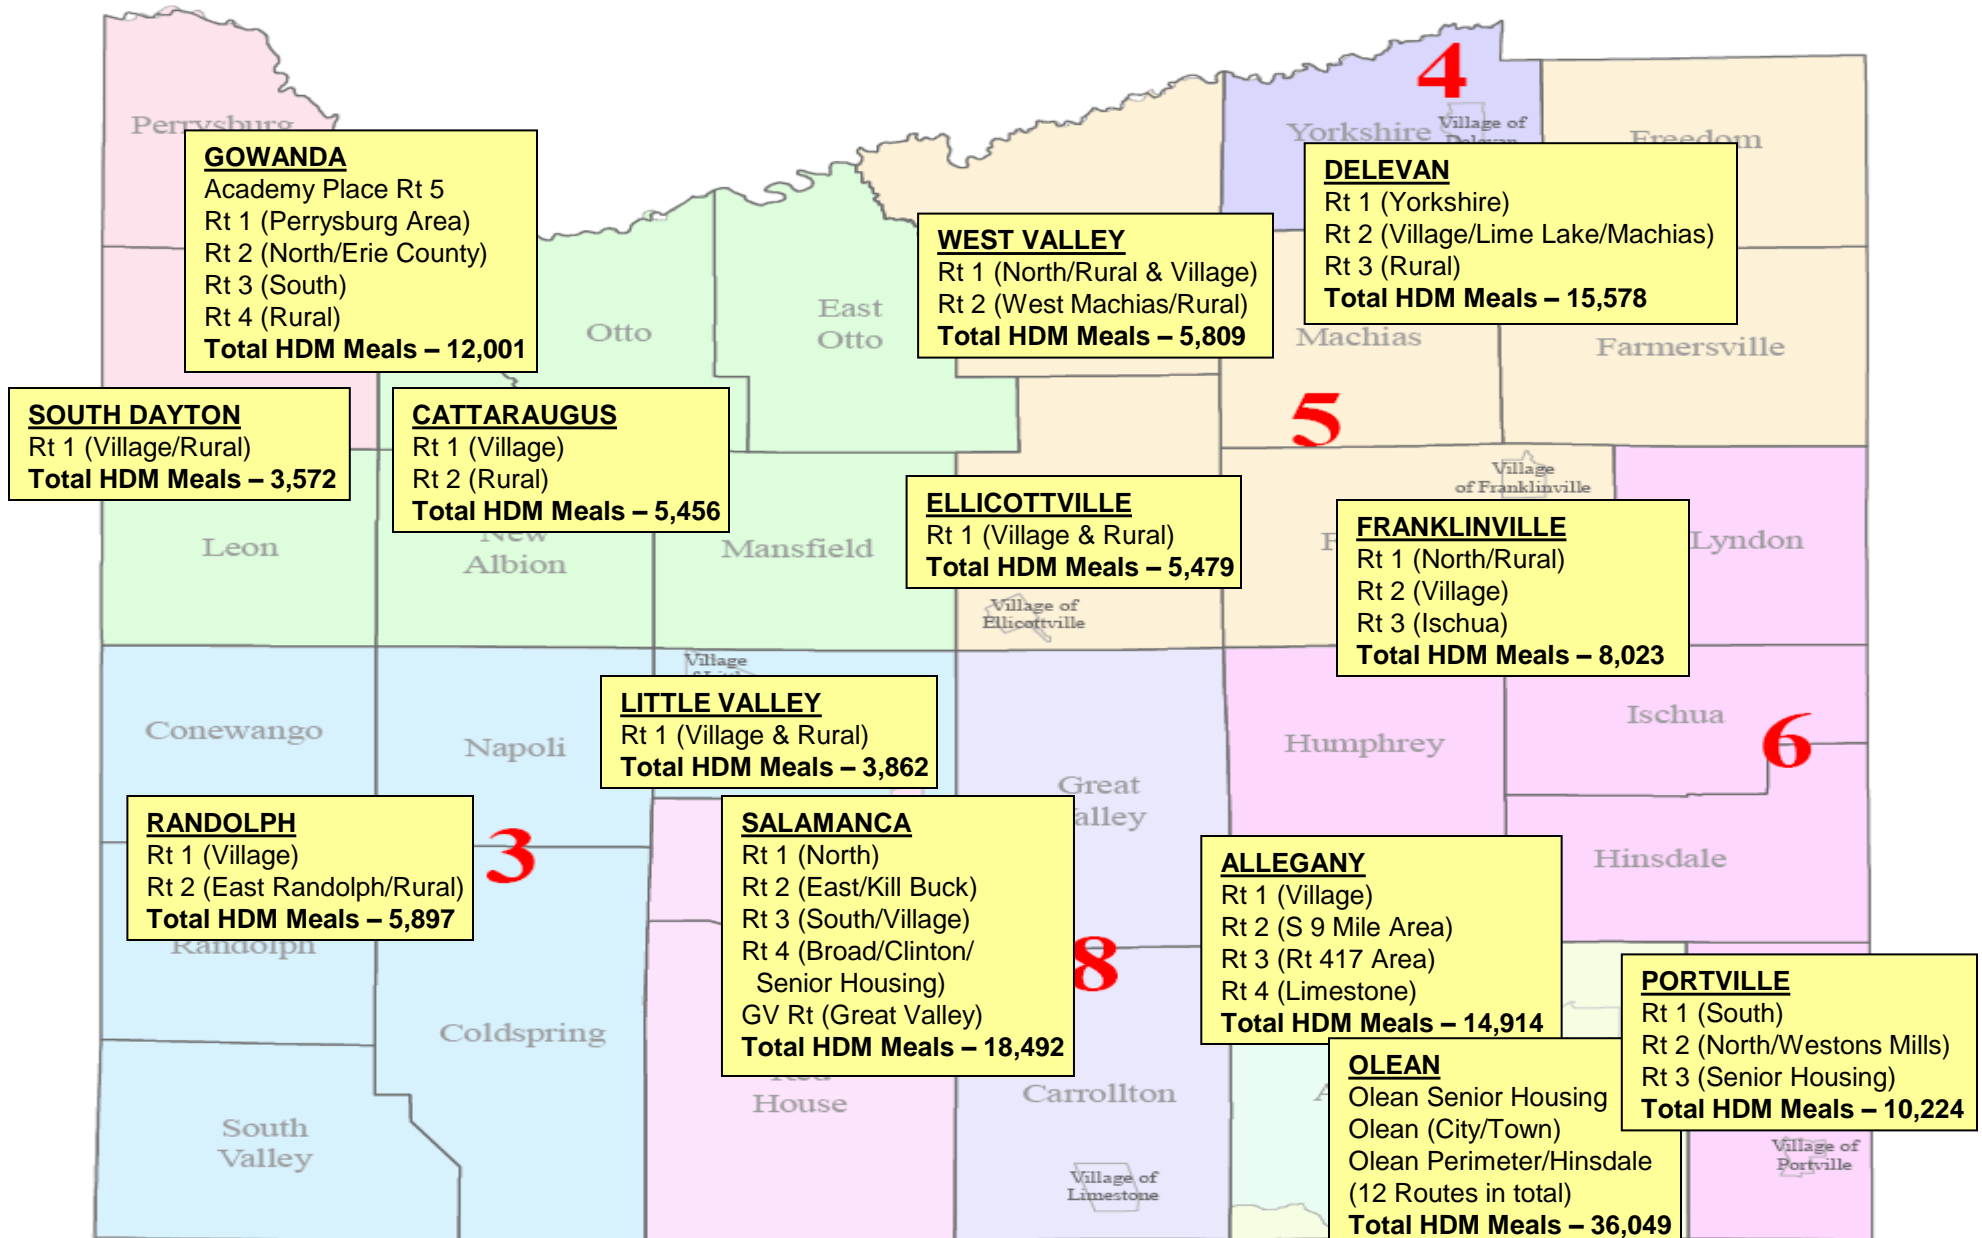 4
Perrysburg
Yorkshire
Village of
Delevan
Freedom
GOWANDA
Academy Place Rt 5
Rt 1 (Perrysburg Area)
Rt 2 (North/Erie County)
Rt 3 (South)
Rt 4 (Rural)
Total HDM Meals – 12,001
DELEVAN
Rt 1 (Yorkshire)
Rt 2 (Village/Lime Lake/Machias)
Rt 3 (Rural)
Total HDM Meals – 15,578
WEST VALLEY
Rt 1 (North/Rural & Village)
Rt 2 (West Machias/Rural)
Total HDM Meals – 5,809
Otto
East
Otto
Machias
Farmersville
SOUTH DAYTON
Rt 1 (Village/Rural)
Total HDM Meals – 3,572
CATTARAUGUS
Rt 1 (Village)
Rt 2 (Rural)
Total HDM Meals – 5,456
5
Village
of Franklinville
ELLICOTTVILLE
Rt 1 (Village & Rural)
Total HDM Meals – 5,479
FRANKLINVILLE
Rt 1 (North/Rural)
Rt 2 (Village)
Rt 3 (Ischua)
Total HDM Meals – 8,023
Leon
New
Albion
Mansfield
F
Lyndon
Village of
Ellicottville
Village
LITTLE VALLEY
Rt 1 (Village & Rural)
Total HDM Meals – 3,862
Conewango
Napoli
Great
alley
Humphrey
Ischua
6
RANDOLPH
Rt 1 (Village)
Rt 2 (East Randolph/Rural)
Total HDM Meals – 5,897
3
SALAMANCA
Rt 1 (North)
Rt 2 (East/Kill Buck)
Rt 3 (South/Village)
Rt 4 (Broad/Clinton/
Senior Housing)
GV Rt (Great Valley)
Total HDM Meals – 18,492
8
ALLEGANY
Rt 1 (Village)
Rt 2 (S 9 Mile Area)
Rt 3 (Rt 417 Area)
Rt 4 (Limestone)
Total HDM Meals – 14,914
Hinsdale
Randolph
PORTVILLE
Rt 1 (South)
Rt 2 (North/Westons Mills)
Rt 3 (Senior Housing)
Total HDM Meals – 10,224
Coldspring
Red
House
Carrollton
A
OLEAN
Olean Senior Housing
Olean (City/Town)
Olean Perimeter/Hinsdale
(12 Routes in total)
Total HDM Meals – 36,049
South
Valley
Village of
Limestone
Village of
Portville